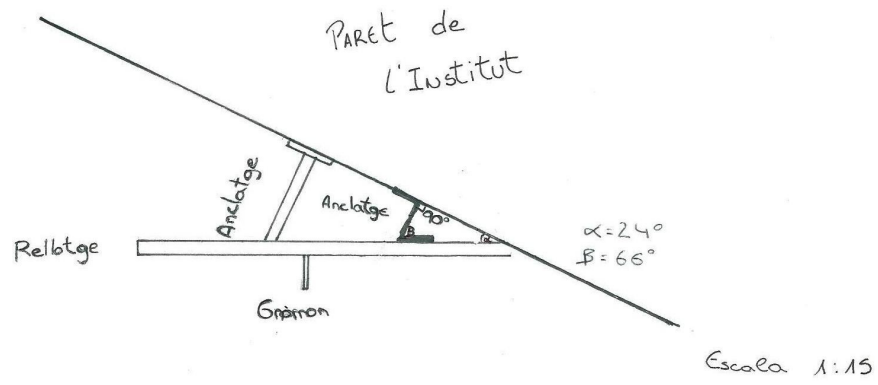 PARET de
l'INSTITUT
Anclatge
Anclatge
90°
β
α
Rellotge
α=24°
β=66°
Gnòmon
Escala 1:15